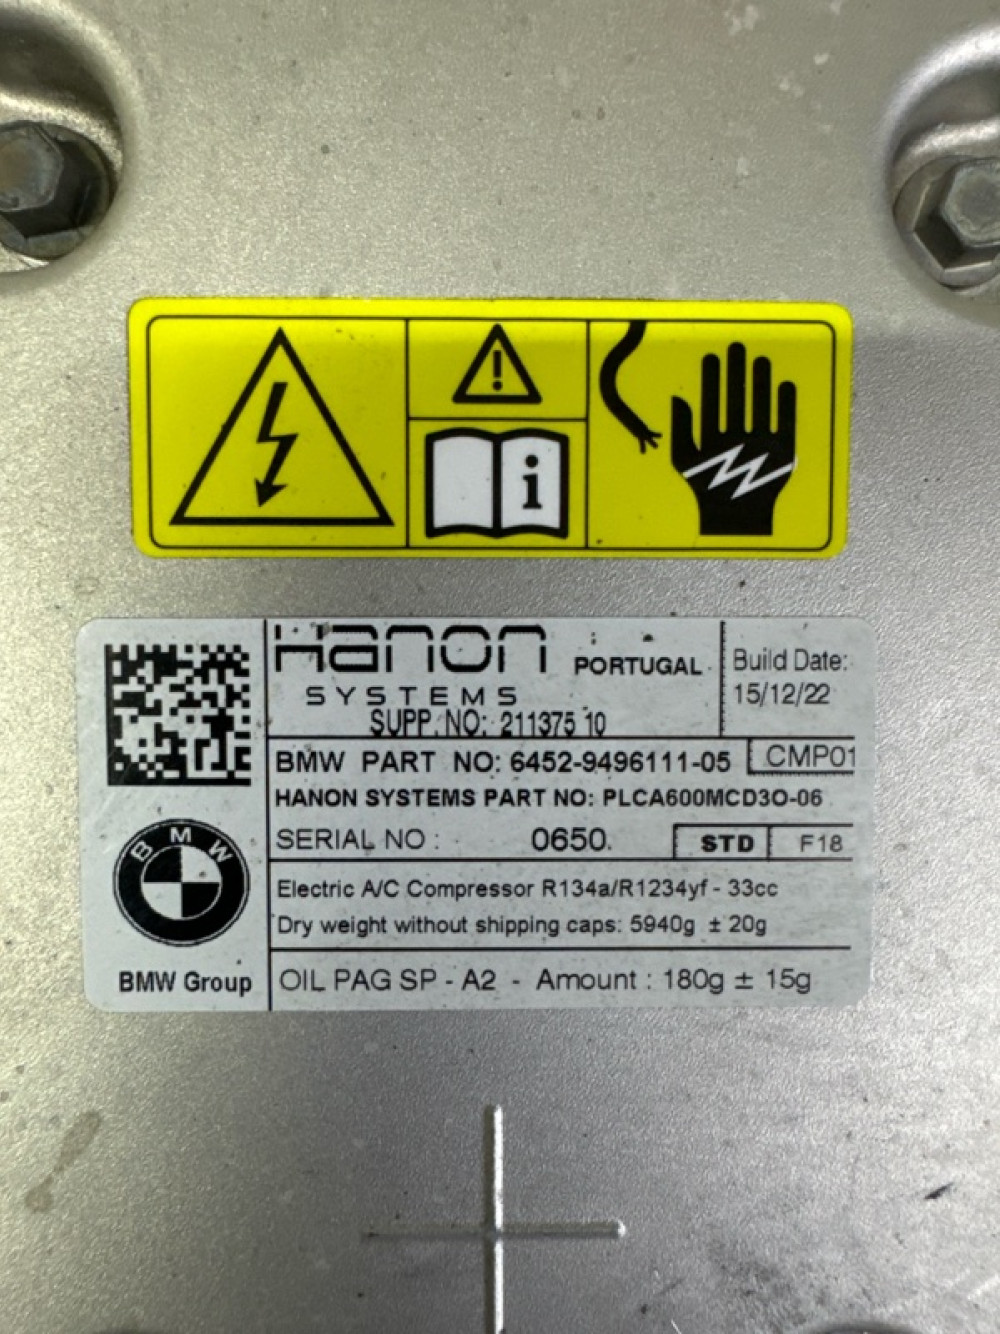 Hanon
SYSTEMS
PORTUGAL
SUPP. NO: 211375 10
Build Date:
15/12/22
BMW PART NO: 6452-9496111-05
CMP01
HANON SYSTEMS PART NO: PLCA600MCD3O-06
SERIAL NO : 0650.
STD F18
Electric A/C Compressor R134a/R1234yf - 33cc
Dry weight without shipping caps: 5940g ± 20g
BMW
BMW Group
OIL PAG SP - A2 - Amount : 180g ± 15g